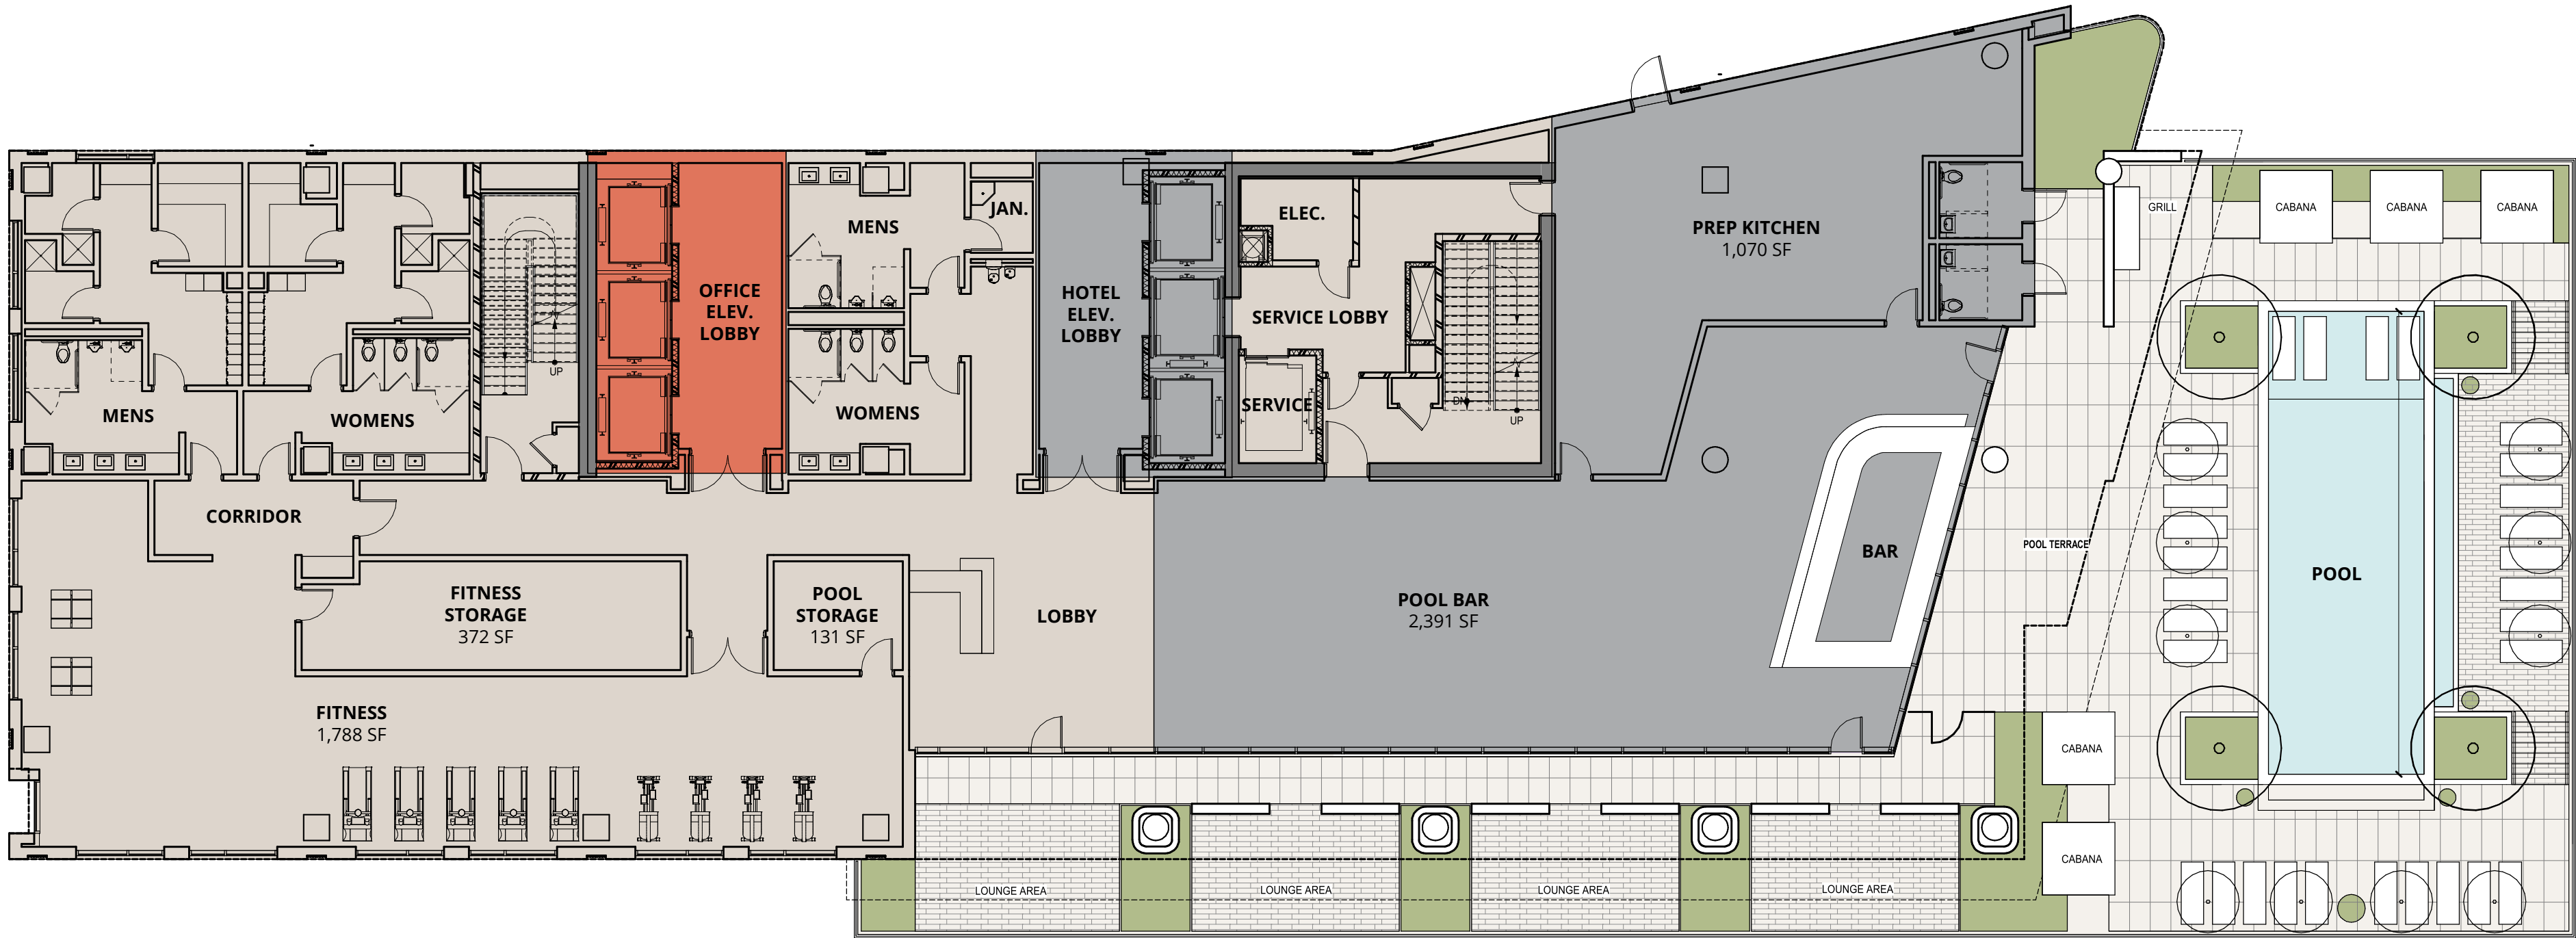 GRILL
CABANA
CABANA
CABANA
MENS
JAN.
ELEC.
PREP KITCHEN
1,070 SF
OFFICE
ELEV.
LOBBY
HOTEL
ELEV.
LOBBY
SERVICE LOBBY
UP
MENS
WOMENS
WOMENS
SERVICE
DN
UP
CORRIDOR
BAR
POOL TERRACE
POOL
FITNESS
STORAGE
372 SF
POOL
STORAGE
131 SF
LOBBY
POOL BAR
2,391 SF
FITNESS
1,788 SF
CABANA
CABANA
LOUNGE AREA
LOUNGE AREA
LOUNGE AREA
LOUNGE AREA